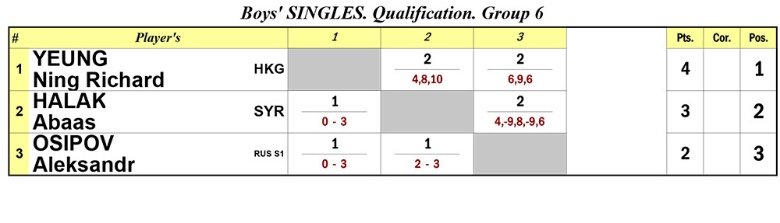 Boys' SINGLES. Qualification. Group 6
# Player's 1 2 3 Pts. Cor. Pos.
1 YEUNG Ning Richard HKG 2 4,8,10 2 6,9,6 4 1
2 HALAK Abaas SYR 1 0 - 3 2 4,-9,8,-9,6 3 2
3 OSIPOV Aleksandr RUS S1 1 0 - 3 1 2 - 3 2 3